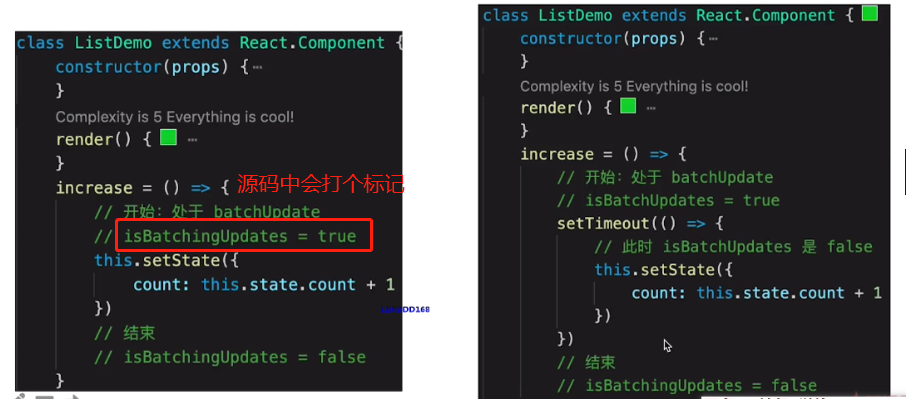 class ListDemo extends React.Component {
constructor(props) {…
}
Complexity is 5 Everything is cool!
render() { …
}
increase = () => { 源码中会打个标记
// 开始：处于 batchUpdate
// isBatchingUpdates = true
this.setState({
count: this.state.count + 1
})
// 结束
// isBatchingUpdates = false
}
class ListDemo extends React.Component {
constructor(props) {…
}
Complexity is 5 Everything is cool!
render() { …
}
increase = () => {
// 开始：处于 batchUpdate
// isBatchUpdates = true
setTimeout(() => {
// 此时 isBatchUpdates 是 false
this.setState({
count: this.state.count + 1
})
})
// 结束
// isBatchingUpdates = false